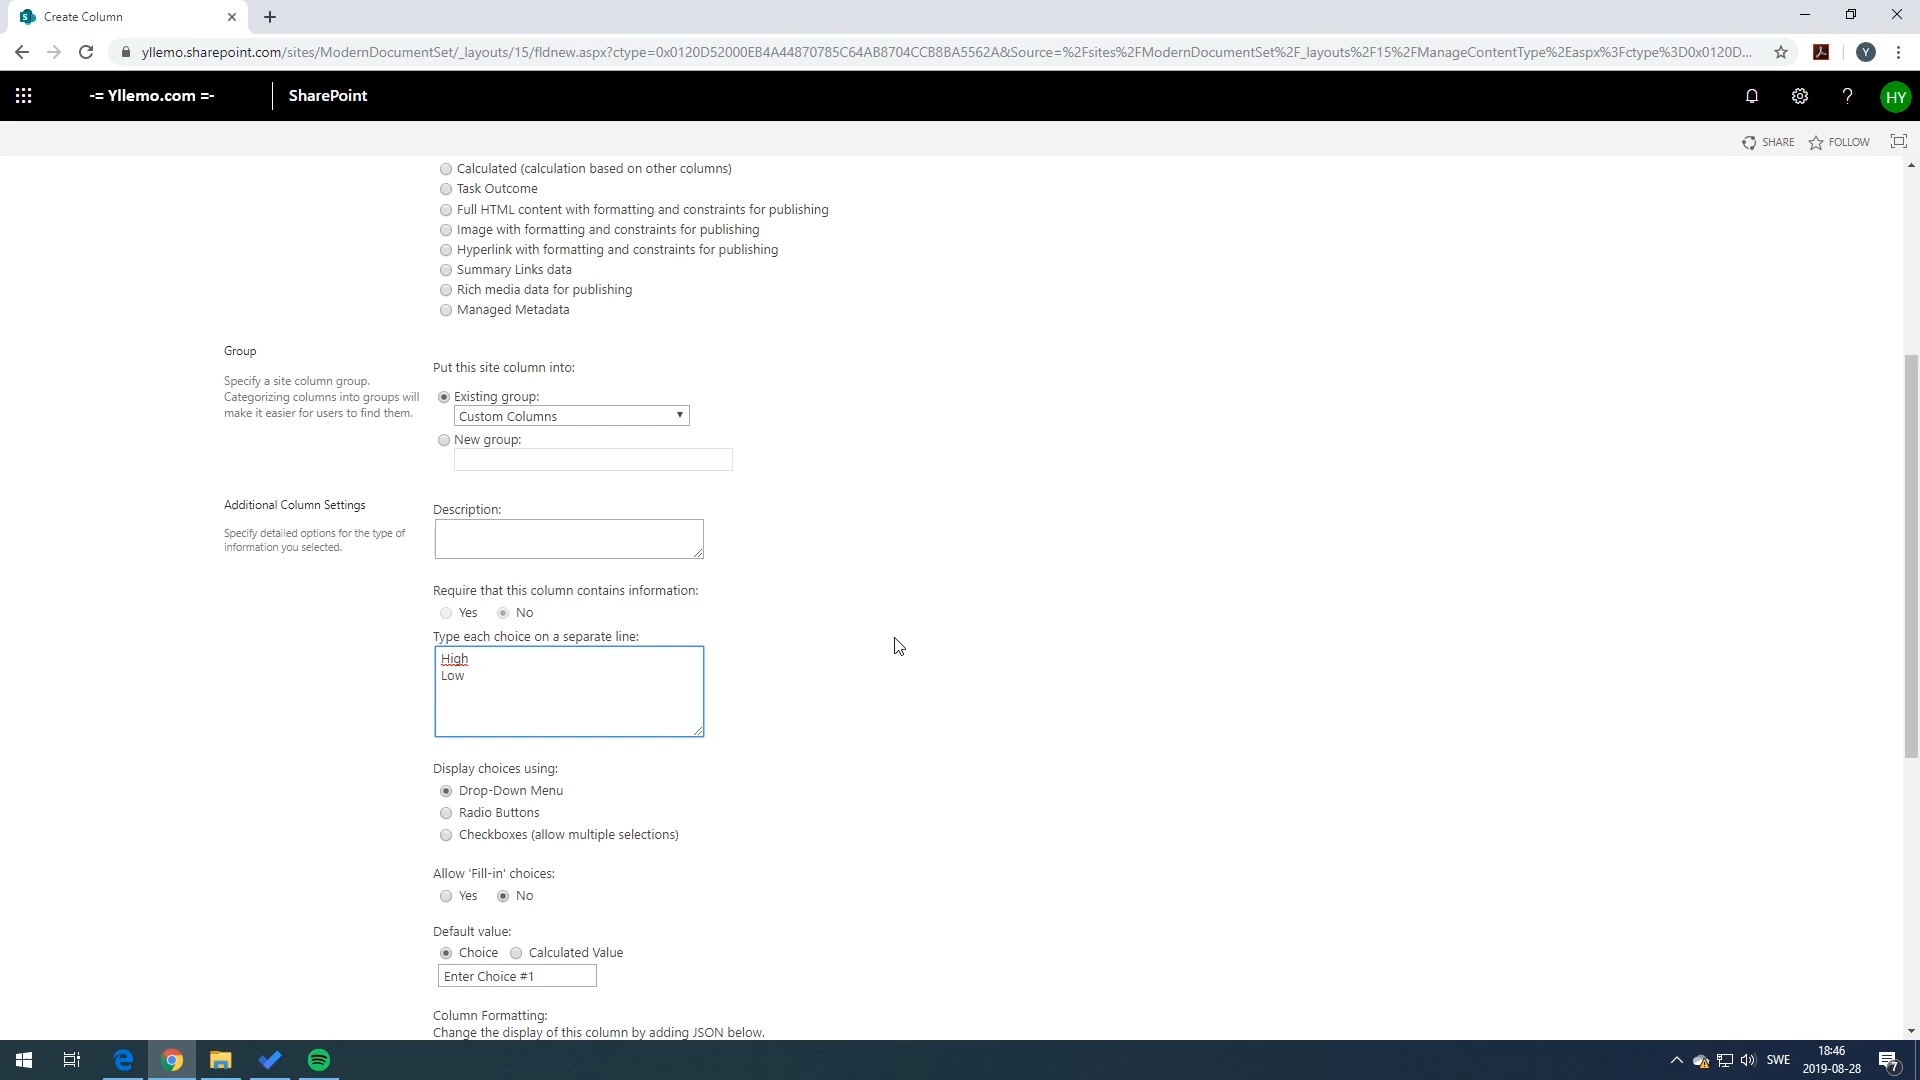 Create Column
yllemo.sharepoint.com/sites/ModernDocumentSet/_layouts/15/fldnew.aspx?ctype=0x0120D52000EB4A44870785C64AB8704CCB8BA5562A&Source=%2Fsites%2FModernDocumentSet%2F_layouts%2F15%2FManageContentType%2Easpx%3Fctype%3D0x0120D...
Y
-= Yllemo.com =-
SharePoint
?
HY
SHARE
FOLLOW
Calculated (calculation based on other columns)
Task Outcome
Full HTML content with formatting and constraints for publishing
Image with formatting and constraints for publishing
Hyperlink with formatting and constraints for publishing
Summary Links data
Rich media data for publishing
Managed Metadata
Group
Specify a site column group.
Categorizing columns into groups will
make it easier for users to find them.
Put this site column into:
Existing group:
Custom Columns
New group:
Additional Column Settings
Specify detailed options for the type of
information you selected.
Description:
Require that this column contains information:
Yes No
Type each choice on a separate line:
High
Low
Display choices using:
Drop-Down Menu
Radio Buttons
Checkboxes (allow multiple selections)
Allow 'Fill-in' choices:
Yes No
Default value:
Choice Calculated Value
Enter Choice #1
Column Formatting:
Change the display of this column by adding JSON below.
SWE
18:46
2019-08-28
7